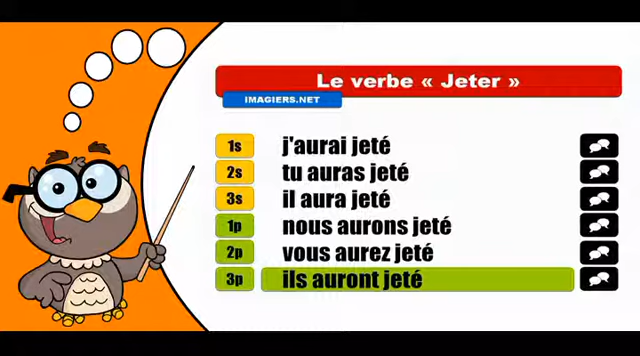 Le verbe « Jeter »
IMAGIERS.NET
1s j'aurai jeté
2s tu auras jeté
3s il aura jeté
1p nous aurons jeté
2p vous aurez jeté
3p ils auront jeté